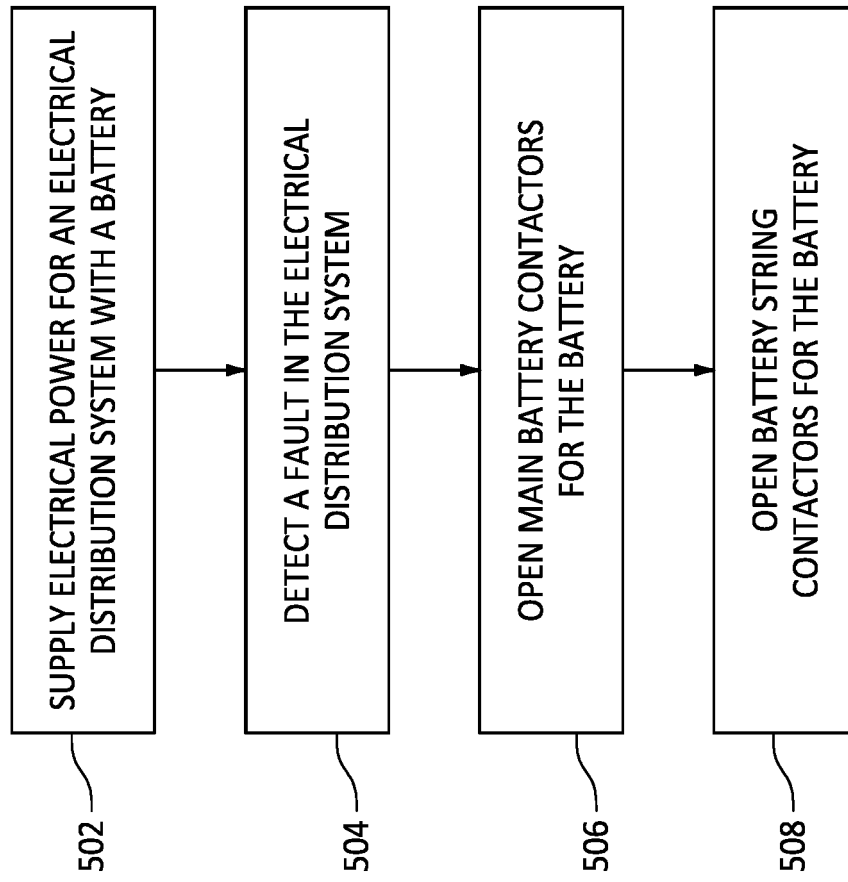 502
SUPPLY ELECTRICAL POWER FOR AN ELECTRICAL
DISTRIBUTION SYSTEM WITH A BATTERY
504
DETECT A FAULT IN THE ELECTRICAL
DISTRIBUTION SYSTEM
506
OPEN MAIN BATTERY CONTACTORS
FOR THE BATTERY
508
OPEN BATTERY STRING
CONTACTORS FOR THE BATTERY